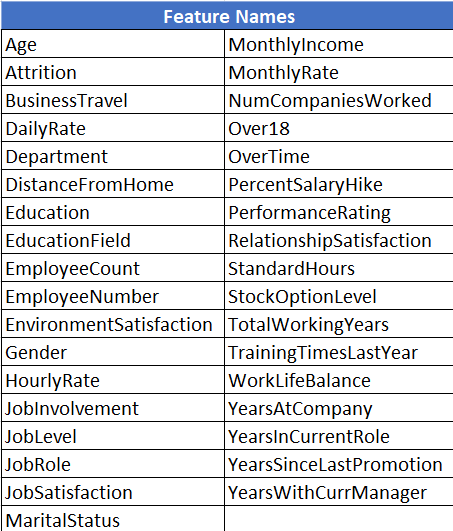 Feature Names
Age MonthlyIncome
Attrition MonthlyRate
BusinessTravel NumCompaniesWorked
DailyRate Over18
Department OverTime
DistanceFromHome PercentSalaryHike
Education PerformanceRating
EducationField RelationshipSatisfaction
EmployeeCount StandardHours
EmployeeNumber StockOptionLevel
EnvironmentSatisfaction TotalWorkingYears
Gender TrainingTimesLastYear
HourlyRate WorkLifeBalance
JobInvolvement YearsAtCompany
JobLevel YearsInCurrentRole
JobRole YearsSinceLastPromotion
JobSatisfaction YearsWithCurrManager
MaritalStatus